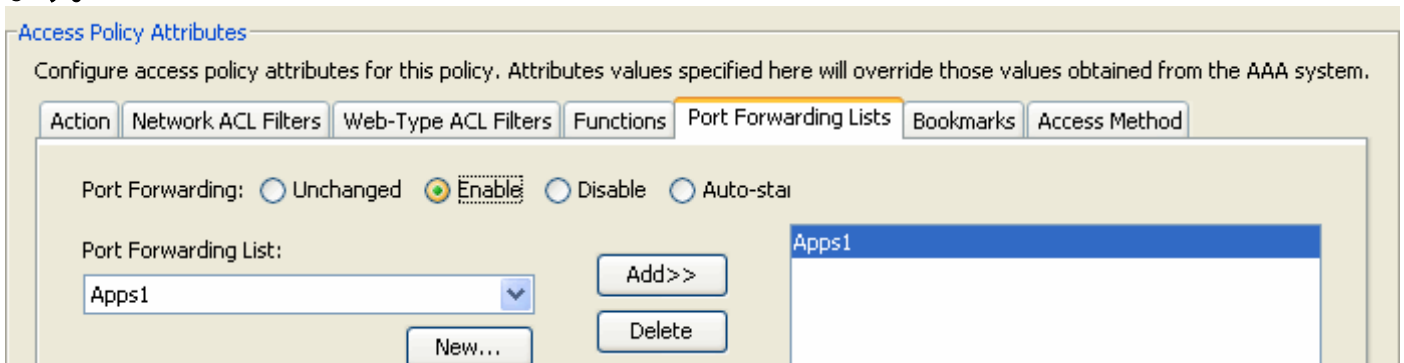 Access Policy Attributes
Configure access policy attributes for this policy. Attributes values specified here will override those values obtained from the AAA system.
Action Network ACL Filters Web-Type ACL Filters Functions Port Forwarding Lists Bookmarks Access Method
Port Forwarding: Unchanged Enable Disable Auto-star
Port Forwarding List:
Apps1
Apps1
Add>>
New...
Delete